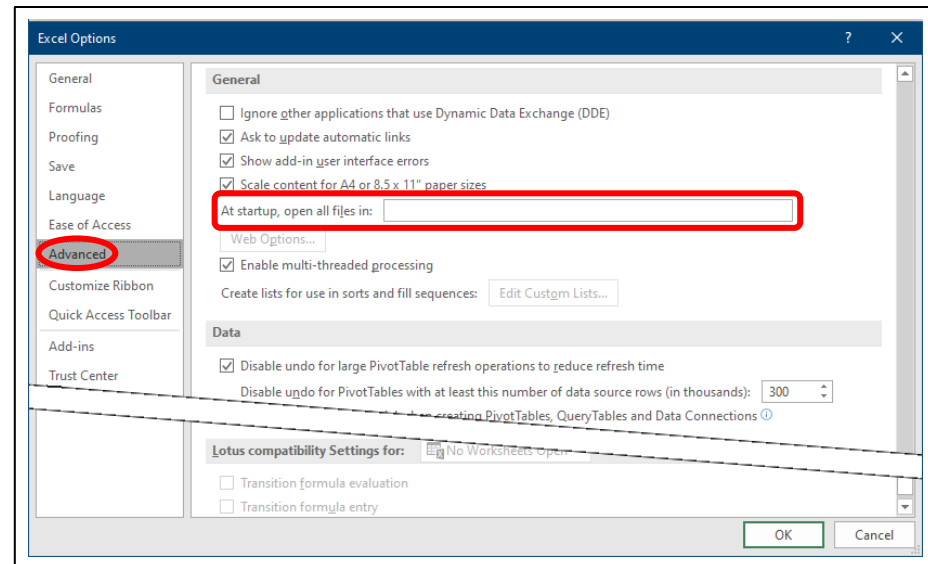 Excel Options
General
Formulas
Proofing
Save
Language
Ease of Access
Advanced
Customize Ribbon
Quick Access Toolbar
Add-ins
Trust Center
General
Ignore other applications that use Dynamic Data Exchange (DDE)
Ask to update automatic links
Show add-in user interface errors
Scale content for A4 or 8.5 x 11" paper sizes
At startup, open all files in:
Web Options...
Enable multi-threaded processing
Create lists for use in sorts and fill sequences: Edit Custom Lists...
Data
Disable undo for large PivotTable refresh operations to reduce refresh time
Disable undo for PivotTables with at least this number of data source rows (in thousands): 300
creating PivotTables, QueryTables and Data Connections
Lotus compatibility Settings for: No Worksheets Open
Transition formula evaluation
Transition formula entry
OK Cancel